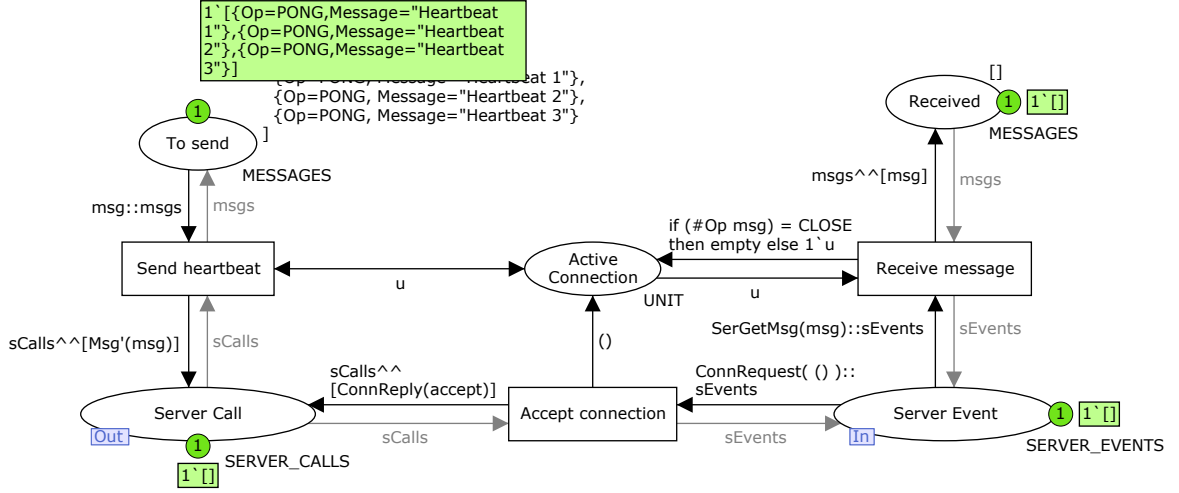 1`[{Op=PONG,Message="Heartbeat
1"},{Op=PONG,Message="Heartbeat
2"},{Op=PONG,Message="Heartbeat
3"}]
{Op=PONG, Message="Heartbeat 1"},
{Op=PONG, Message="Heartbeat 2"},
{Op=PONG, Message="Heartbeat 3"}
]
1
To send
MESSAGES
[]
Received
1
1`[]
MESSAGES
msg::msgs
msgs
msgs^^[msg]
msgs
if (#Op msg) = CLOSE
then empty else 1`u
Send heartbeat
u
Active
Connection
UNIT
u
Receive message
sCalls^^[Msg'(msg)]
sCalls
()
SerGetMsg(msg)::sEvents
sEvents
sCalls^^
[ConnReply(accept)]
ConnRequest( () )::
sEvents
Server Call
Out
sCalls
Accept connection
sEvents
Server Event
In
1
1`[]
SERVER_EVENTS
1
SERVER_CALLS
1`[]